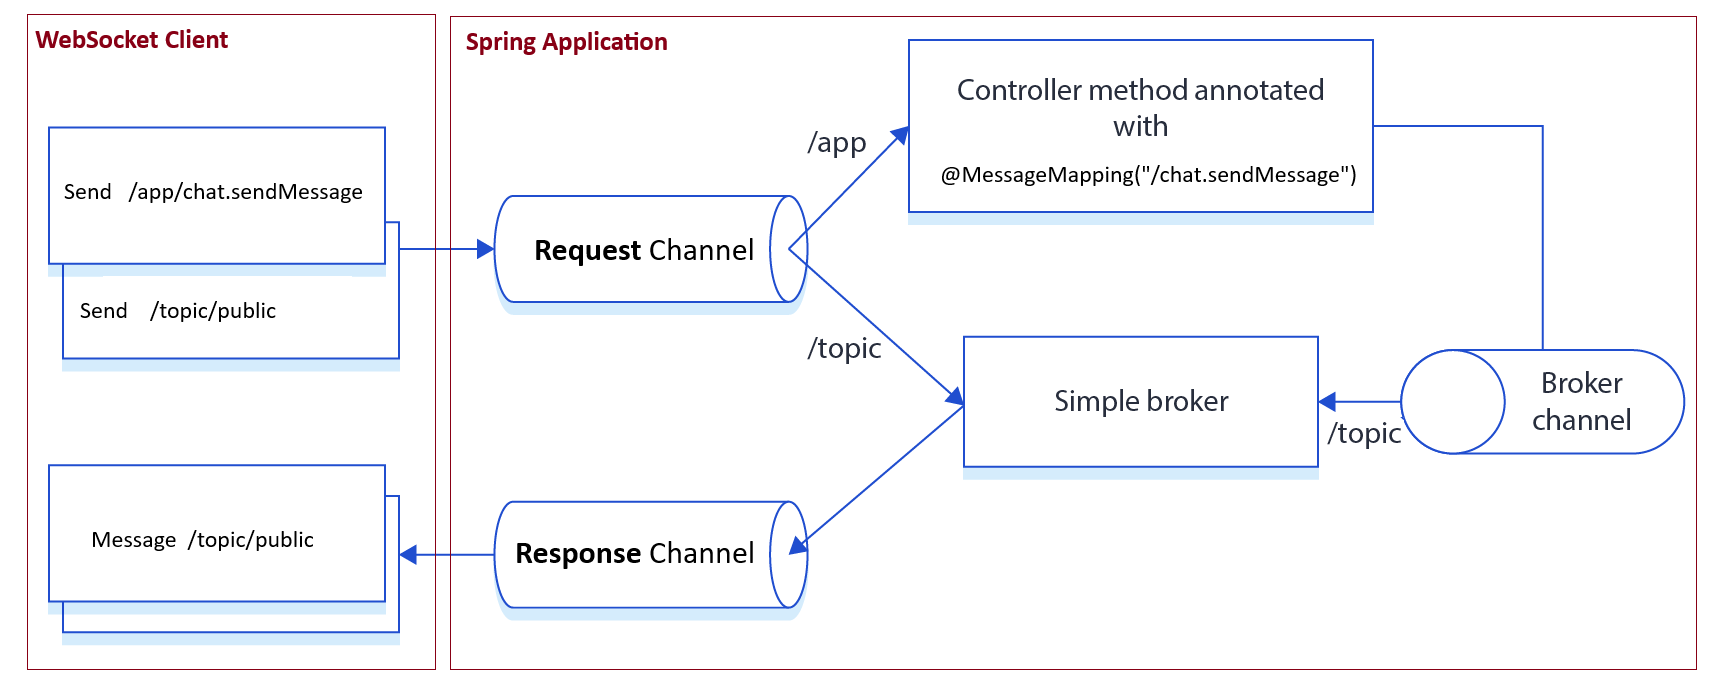 WebSocket Client
Send /app/chat.sendMessage
Send /topic/public
Message /topic/public
Spring Application
Request Channel
/app
/topic
Controller method annotated
with
@MessageMapping("/chat.sendMessage")
Simple broker
/topic
Broker
channel
Response Channel